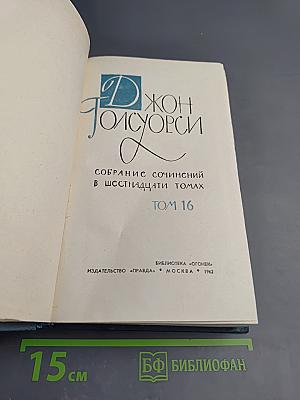 Джон
Голсуорси
СОБРАНИЕ СОЧИНЕНИЙ
В ШЕСТНАДЦАТИ ТОМАХ
ТОМ 16
БИБЛИОТЕКА «ОГОНЕК»
ИЗДАТЕЛЬСТВО «ПРАВДА» * МОСКВА * 1962
15 см
БФ БИБЛИОФАН